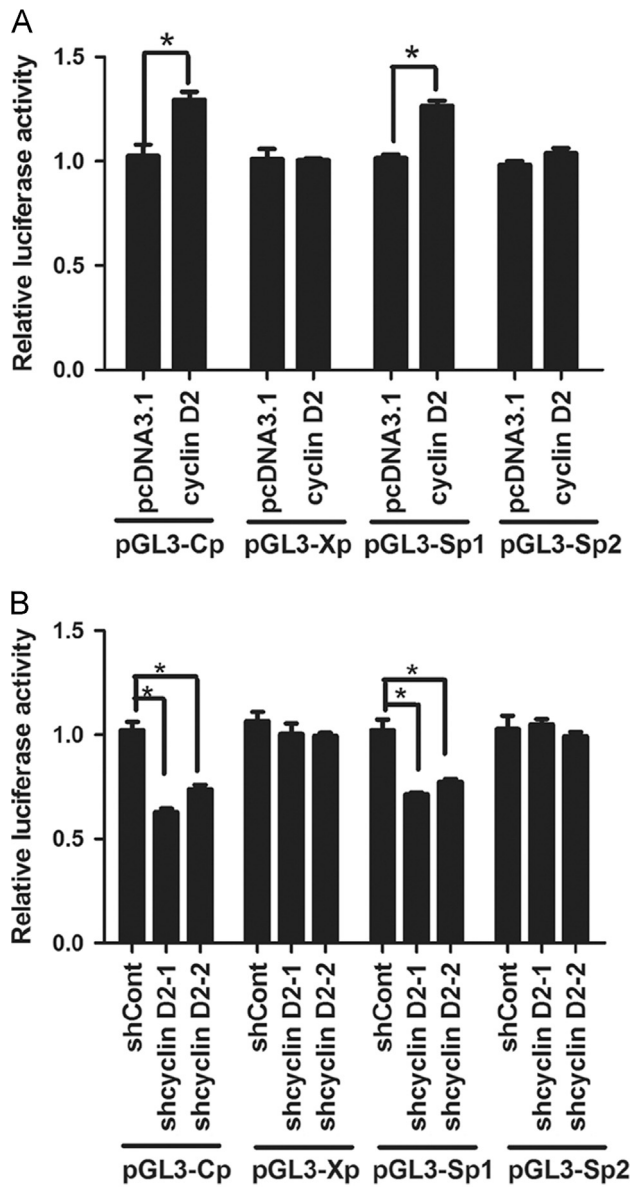 A
Relative luciferase activity
1.5
1.0
0.5
0.0
*
*
pcDNA3.1
cyclin D2
pcDNA3.1
cyclin D2
pcDNA3.1
cyclin D2
pcDNA3.1
cyclin D2
pGL3-Cp
pGL3-Xp
pGL3-Sp1
pGL3-Sp2
B
Relative luciferase activity
1.5
1.0
0.5
0.0
*
*
*
*
shCont
shcyclin D2-1
shcyclin D2-2
shCont
shcyclin D2-1
shcyclin D2-2
shCont
shcyclin D2-1
shcyclin D2-2
shCont
shcyclin D2-1
shcyclin D2-2
pGL3-Cp
pGL3-Xp
pGL3-Sp1
pGL3-Sp2